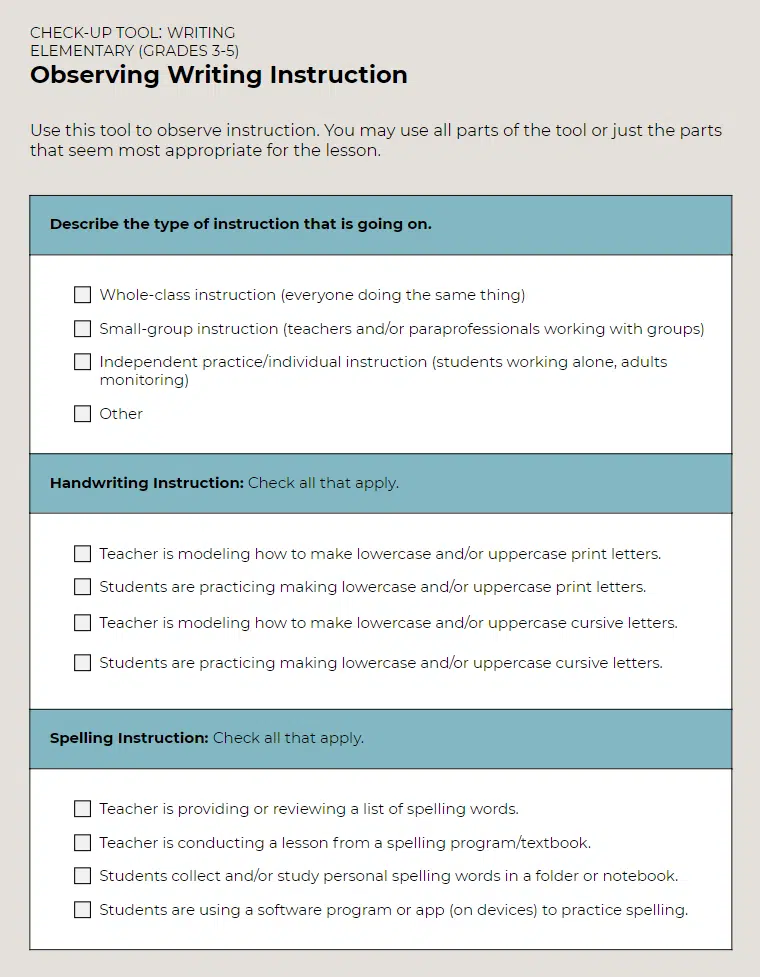 CHECK-UP TOOL: WRITING
ELEMENTARY (GRADES 3-5)
Observing Writing Instruction
Use this tool to observe instruction. You may use all parts of the tool or just the parts
that seem most appropriate for the lesson.
Describe the type of instruction that is going on.
Whole-class instruction (everyone doing the same thing)
Small-group instruction (teachers and/or paraprofessionals working with groups)
Independent practice/individual instruction (students working alone, adults
monitoring)
Other
Handwriting Instruction: Check all that apply.
Teacher is modeling how to make lowercase and/or uppercase print letters.
Students are practicing making lowercase and/or uppercase print letters.
Teacher is modeling how to make lowercase and/or uppercase cursive letters.
Students are practicing making lowercase and/or uppercase cursive letters.
Spelling Instruction: Check all that apply.
Teacher is providing or reviewing a list of spelling words.
Teacher is conducting a lesson from a spelling program/textbook.
Students collect and/or study personal spelling words in a folder or notebook.
Students are using a software program or app (on devices) to practice spelling.